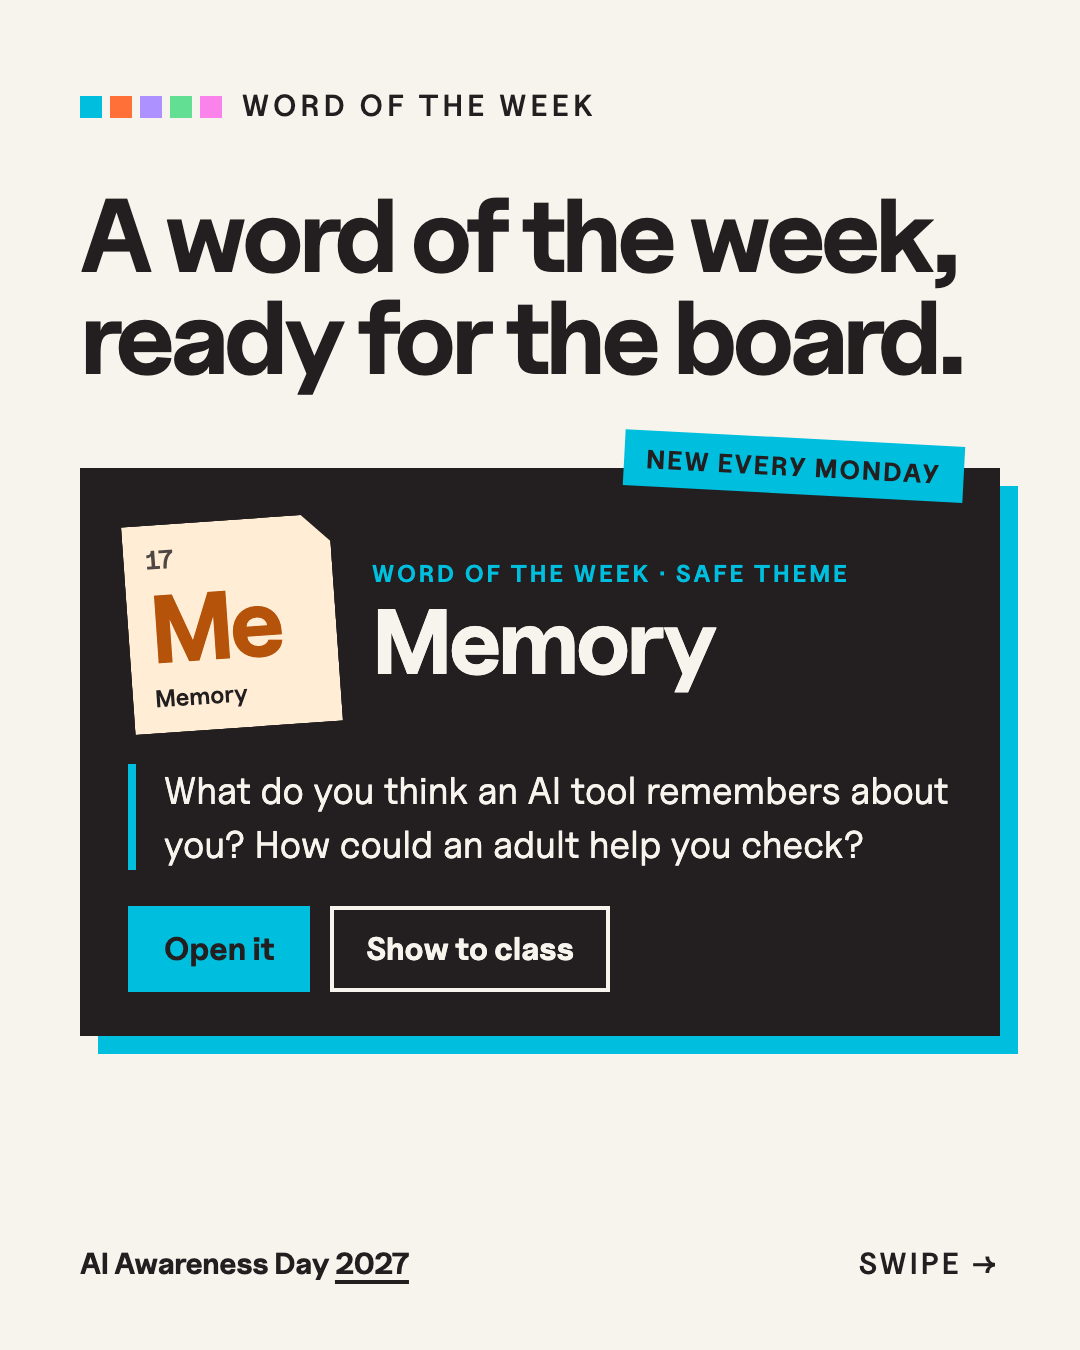 WORD OF THE WEEK
A word of the week,
ready for the board.
NEW EVERY MONDAY
17
Me
Memory
WORD OF THE WEEK · SAFE THEME
Memory
What do you think an AI tool remembers about
you? How could an adult help you check?
Open it
Show to class
AI Awareness Day 2027
SWIPE →